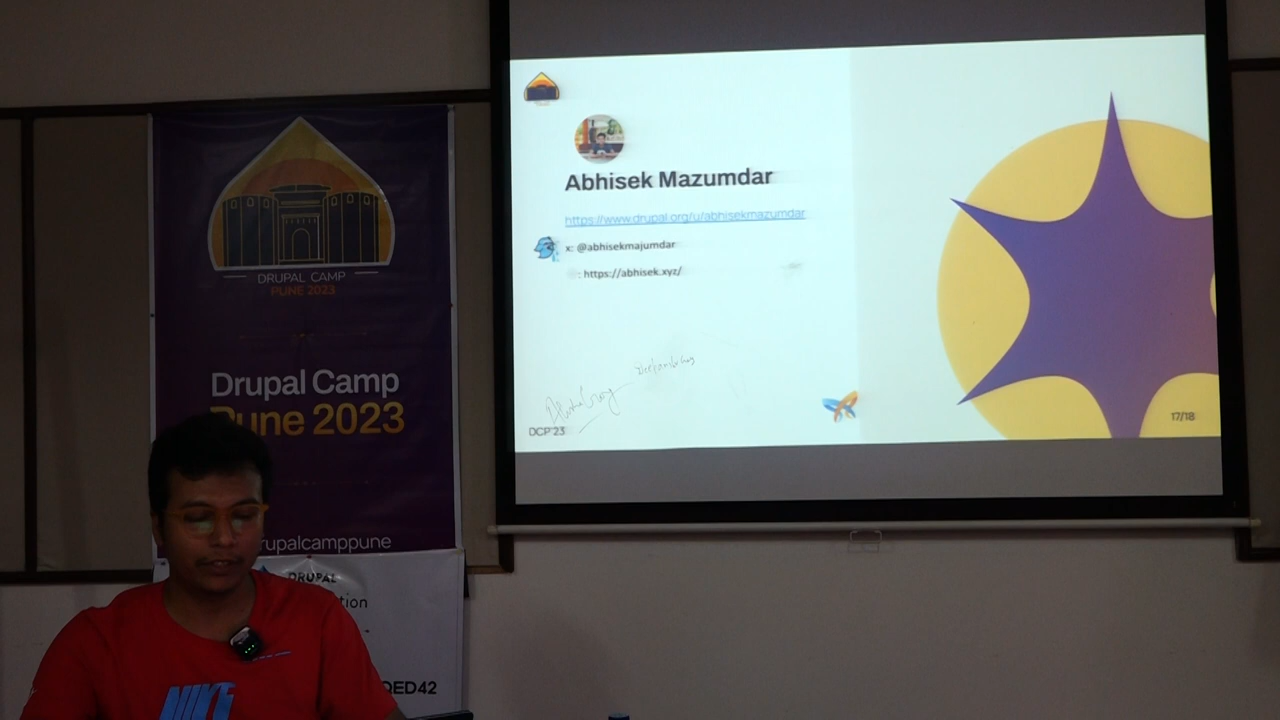 DRUPAL CAMP
PUNE 2023
Drupal Camp
Pune 2023
rupalcamppune
DRUPAL
tion
QED42
NIKE
Abhisek Mazumdar
https://www.drupal.org/u/abhisekmazumdar
x: @abhisekmajumdar
: https://abhisek.xyz/
DCP'23
17/18